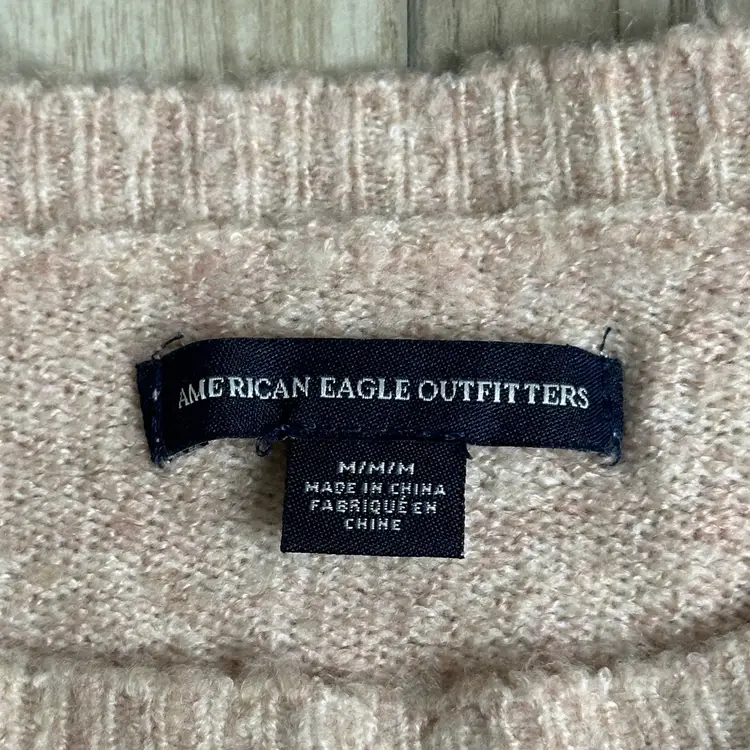 AMERICAN EAGLE OUTFITTERS
M/M/M
MADE IN CHINA
FABRIQUÉ EN
CHINE